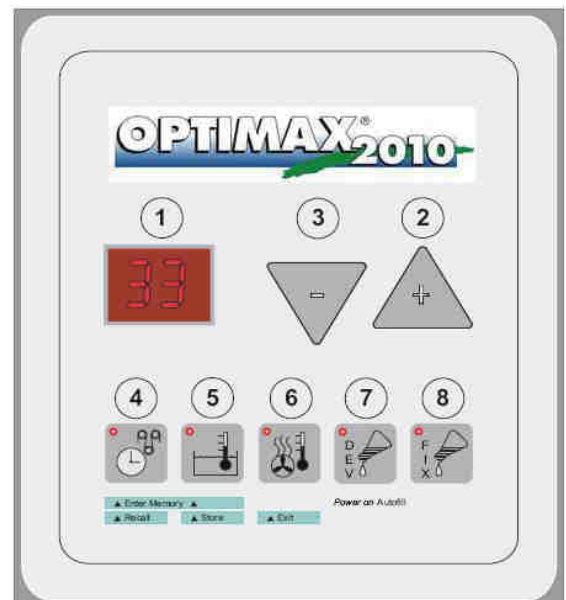 OPTIMAX® 2010
1 3 2
33 - +
4 5 6 7 8
DEV FIX
▲ Enter Memory ▲ Power on Autofill
▲ Recall ▲ Store ▲ Exit